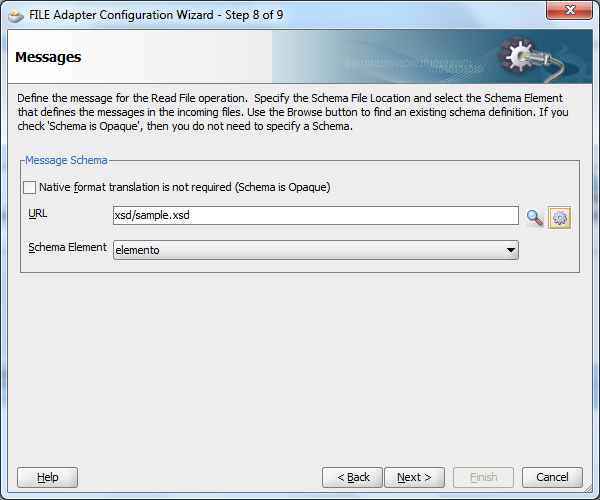 FILE Adapter Configuration Wizard - Step 8 of 9
Messages
010101010101010101010101
01010101010
Define the message for the Read File operation. Specify the Schema File Location and select the Schema Element
that defines the messages in the incoming files. Use the Browse button to find an existing schema definition. If you
check 'Schema is Opaque', then you do not need to specify a Schema.
Message Schema
Native format translation is not required (Schema is Opaque)
URL xsd/sample.xsd
Schema Element elemento
Help < Back Next > Finish Cancel